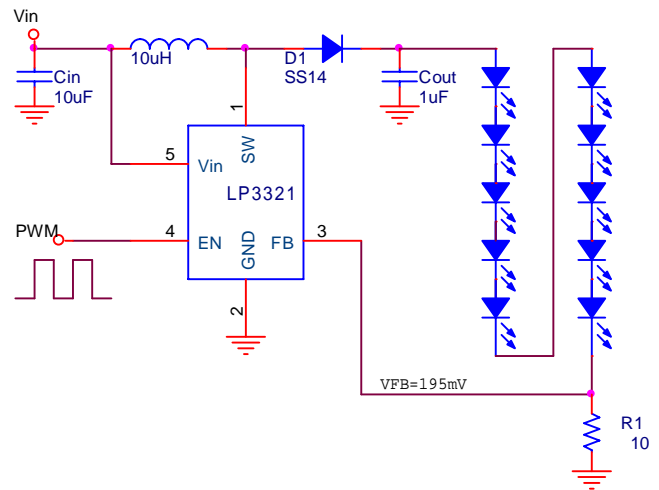 Vin
10uH
D1
SS14
Cin
10uF
Cout
1uF
1
SW
5
Vin
LP3321
PWM
4
EN
GND
FB
3
2
VFB=195mV
R1
10